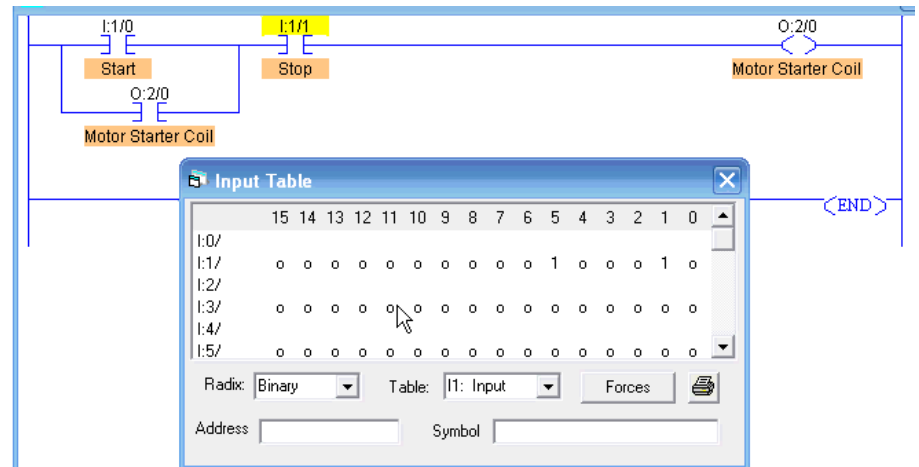 I:1/0 I:1/1 O:2/0
Start Stop Motor Starter Coil
O:2/0
Motor Starter Coil
Input Table
END
15 14 13 12 11 10 9 8 7 6 5 4 3 2 1 0
I:0/
I:1/ o o o o o o o o o o 1 o o o 1 o
I:2/
I:3/ o o o o o o o o o o o o o o o o
I:4/
I:5/ o o o o o o o o o o o o o o o o
Radix: Binary Table: I1: Input Forces
Address Symbol